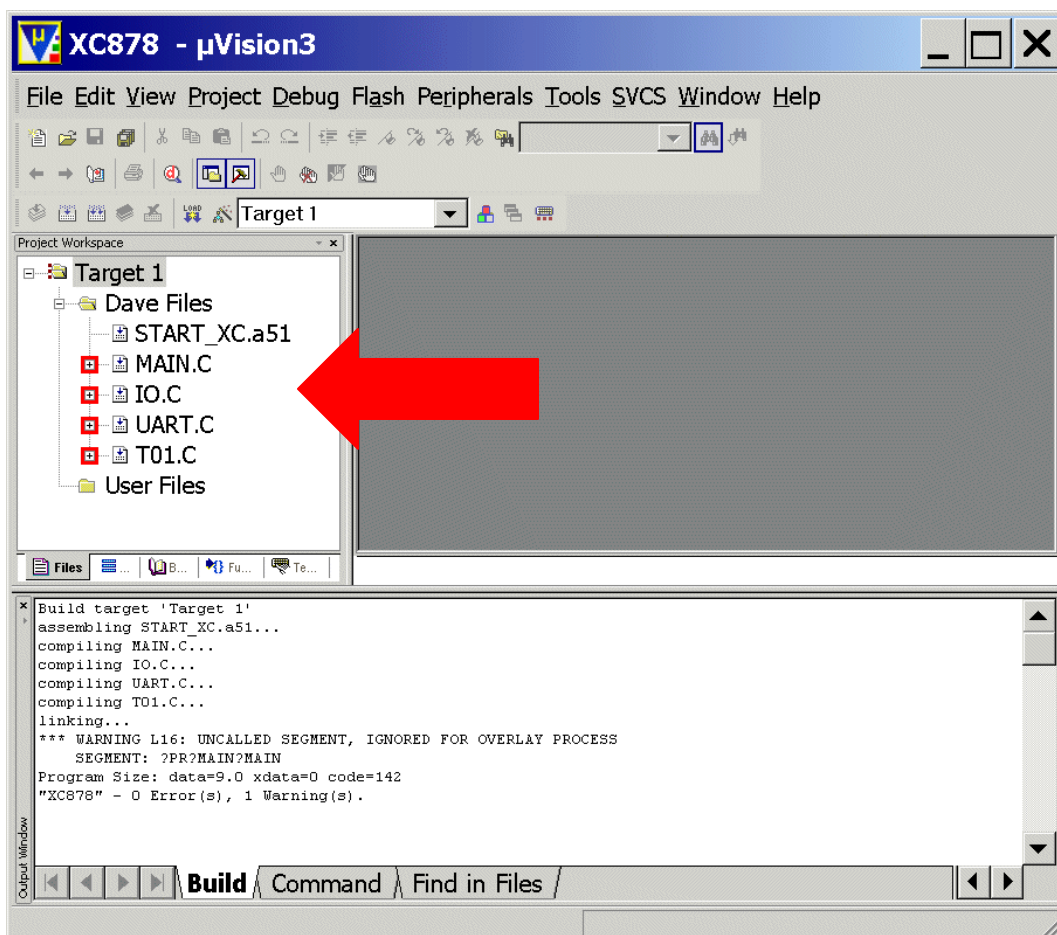 XC878 - µVision3
File Edit View Project Debug Flash Peripherals Tools SVCS Window Help
LOAD
Target 1
Project Workspace
Target 1
Dave Files
START_XC.a51
MAIN.C
IO.C
UART.C
T01.C
User Files
Files ... B... Fu... Te...
Build target 'Target 1'
assembling START_XC.a51...
compiling MAIN.C...
compiling IO.C...
compiling UART.C...
compiling T01.C...
linking...
*** WARNING L16: UNCALLED SEGMENT, IGNORED FOR OVERLAY PROCESS
SEGMENT: ?PR?MAIN?MAIN
Program Size: data=9.0 xdata=0 code=142
"XC878" - 0 Error(s), 1 Warning(s).
Output Window
Build Command Find in Files